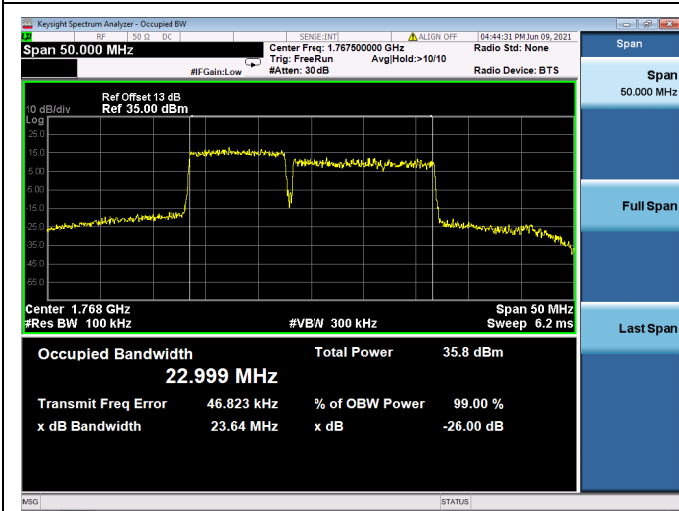 Keysight Spectrum Analyzer - Occupied BW
RF 50 Ω DC SENSE:INT ALIGN OFF 04:44:31 PM Jun 09, 2021
Span 50.000 MHz Center Freq: 1.767500000 GHz Radio Std: None Span
Trig: FreeRun Avg|Hold:>10/10
#IFGain:Low #Atten: 30 dB Radio Device: BTS
Span
50.000 MHz
Ref Offset 13 dB
10 dB/div Ref 35.00 dBm
Log
25.0
15.0
5.00
-5.00
-15.0
-25.0
-35.0
-45.0
-55.0
Full Span
Center 1.768 GHz Span 50 MHz
#Res BW 100 kHz #VBW 300 kHz Sweep 6.2 ms
Last Span
Occupied Bandwidth Total Power 35.8 dBm
22.999 MHz
Transmit Freq Error 46.823 kHz % of OBW Power 99.00 %
x dB Bandwidth 23.64 MHz x dB -26.00 dB
MSG STATUS